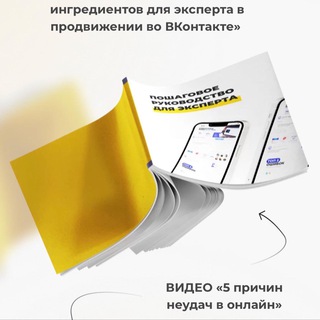 ингредиентов для эксперта в
продвижении во ВКонтакте»
ПОШАГОВОЕ
РУКОВОДСТВО
ДЛЯ ЭКСПЕРТА
ВИДЕО «5 причин
неудач в онлайн»